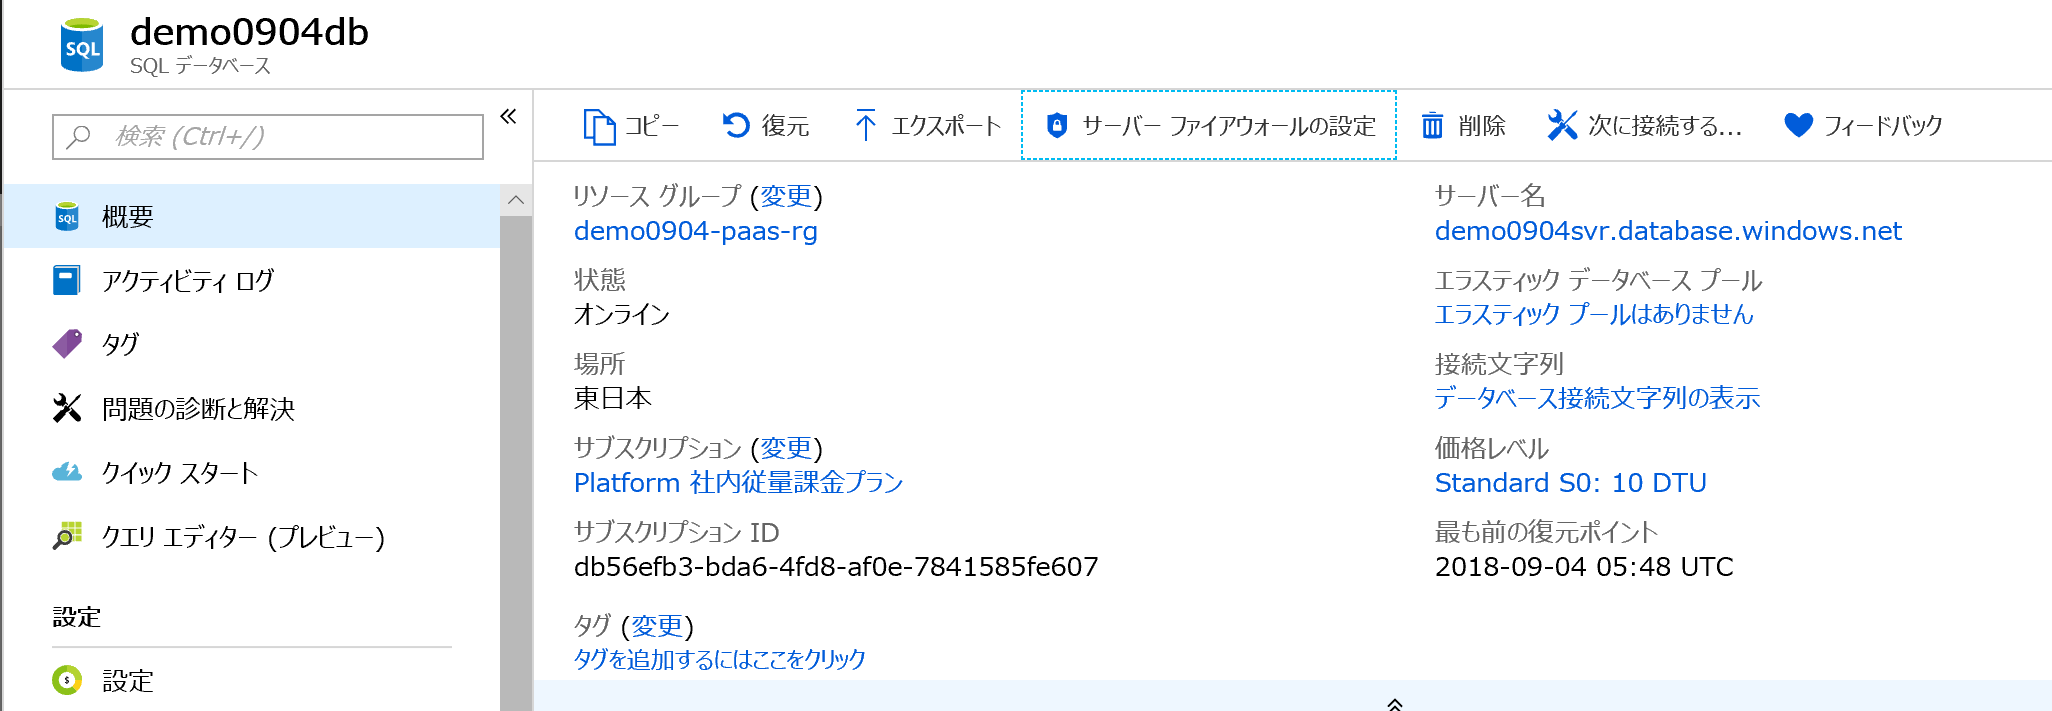 demo0904db
SQL データベース
検索 (Ctrl+/)
«
概要
アクティビティ ログ
タグ
問題の診断と解決
クイック スタート
クエリ エディター (プレビュー)
設定
設定
コピー 復元 エクスポート サーバー ファイアウォールの設定 削除 次に接続する... フィードバック
リソース グループ (変更)
demo0904-paas-rg
状態
オンライン
場所
東日本
サブスクリプション (変更)
Platform 社内従量課金プラン
サブスクリプション ID
db56efb3-bda6-4fd8-af0e-7841585fe607
タグ (変更)
タグを追加するにはここをクリック
サーバー名
demo0904svr.database.windows.net
エラスティック データベース プール
エラスティック プールはありません
接続文字列
データベース接続文字列の表示
価格レベル
Standard S0: 10 DTU
最も前の復元ポイント
2018-09-04 05:48 UTC